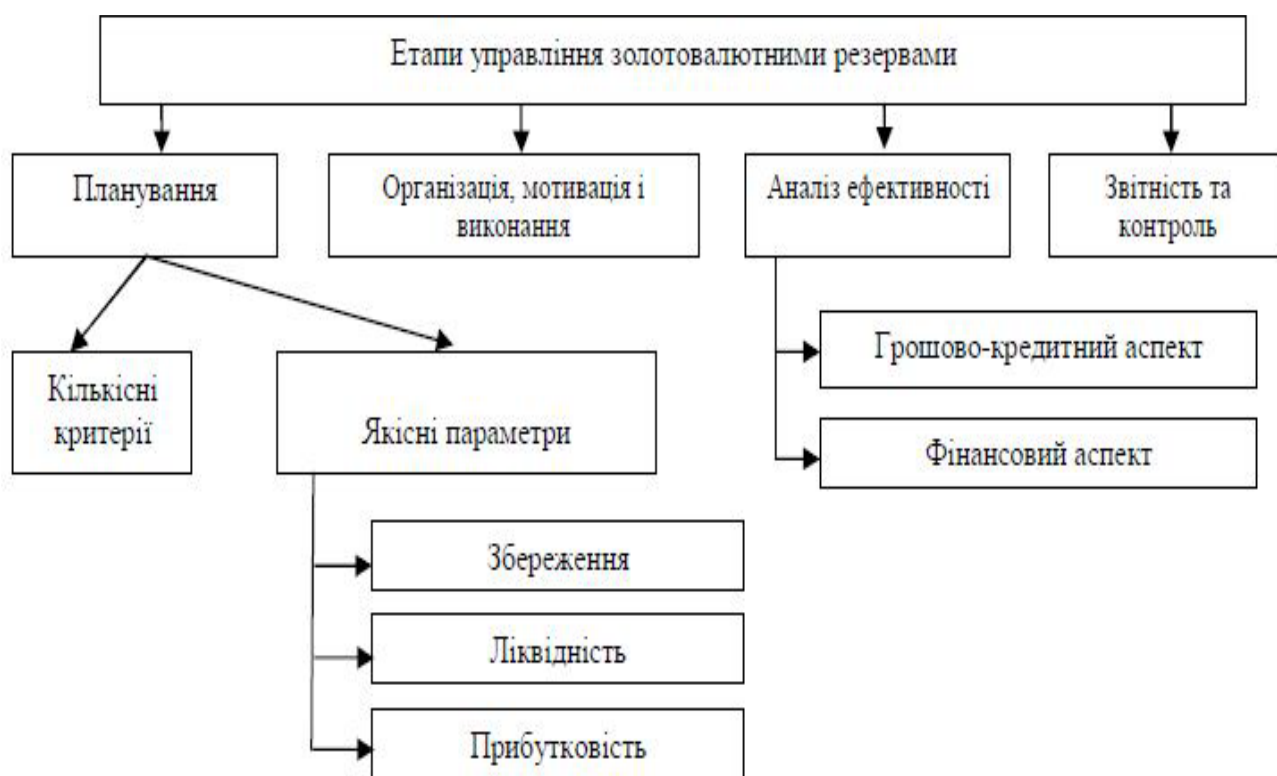 Етапи управління золотовалютними резервами
Планування
Організація, мотивація і
виконання
Аналіз ефективності
Звітність та
контроль
Кількісні
критерії
Якісні параметри
Грошово-кредитний аспект
Фінансовий аспект
Збереження
Ліквідність
Прибутковість